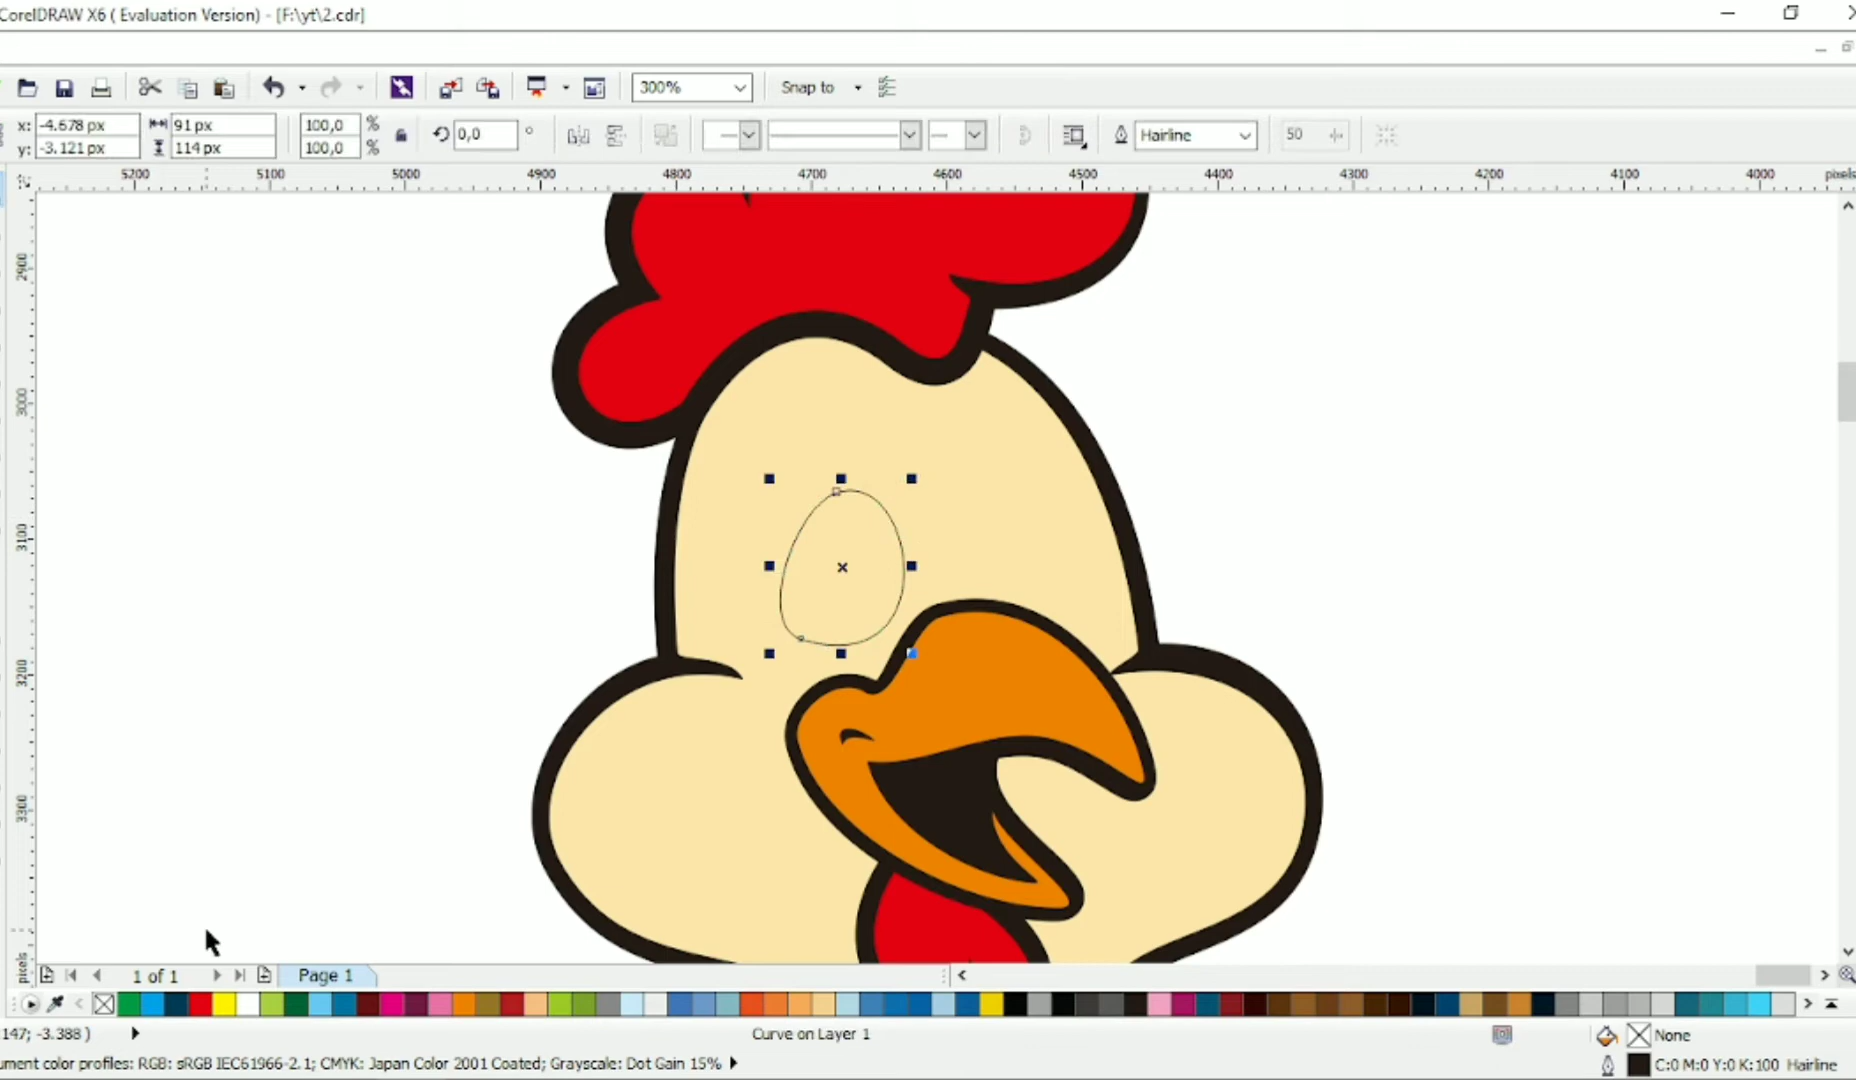 CorelDRAW X6 ( Evaluation Version) - [F:\yt\2.cdr]
300% Snap to
x: -4.678 px 91 px 100,0 % 0,0 ° Hairline 50
y: -3.121 px 114 px 100,0 %
5200 5100 5000 4900 4800 4700 4600 4500 4400 4300 4200 4100 4000 pixels
2900
3000
3100
3200
3300
pixels
1 of 1 Page 1
147; -3.388 ) Curve on Layer 1 None
ument color profiles: RGB: sRGB IEC61966-2.1; CMYK: Japan Color 2001 Coated; Grayscale: Dot Gain 15% C:0 M:0 Y:0 K:100 Hairline